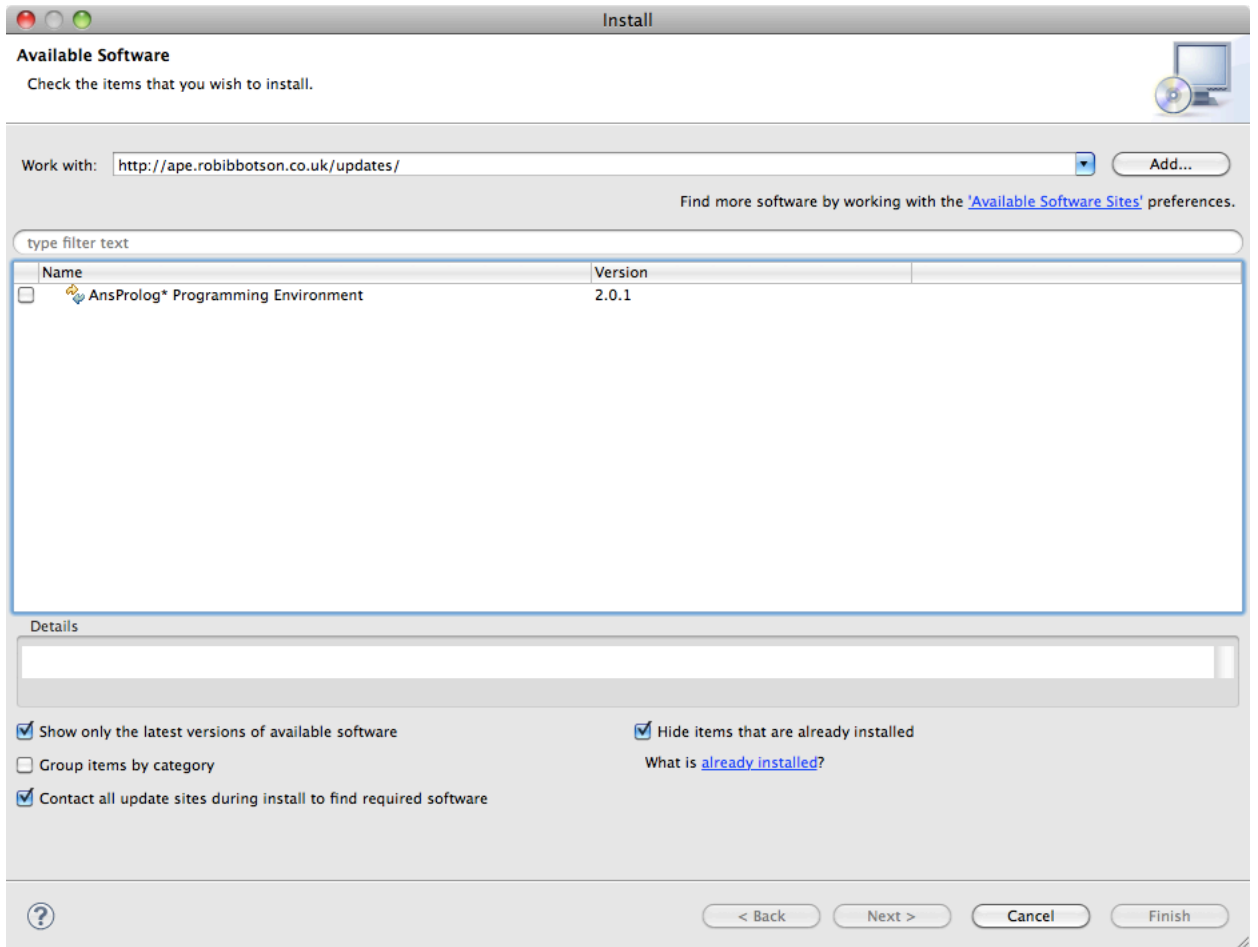 Install
Available Software
Check the items that you wish to install.
Work with: http://ape.robibbotson.co.uk/updates/ Add...
Find more software by working with the 'Available Software Sites' preferences.
type filter text
Name Version
AnsProlog* Programming Environment 2.0.1
Details
Show only the latest versions of available software Hide items that are already installed
Group items by category What is already installed?
Contact all update sites during install to find required software
? < Back Next > Cancel Finish